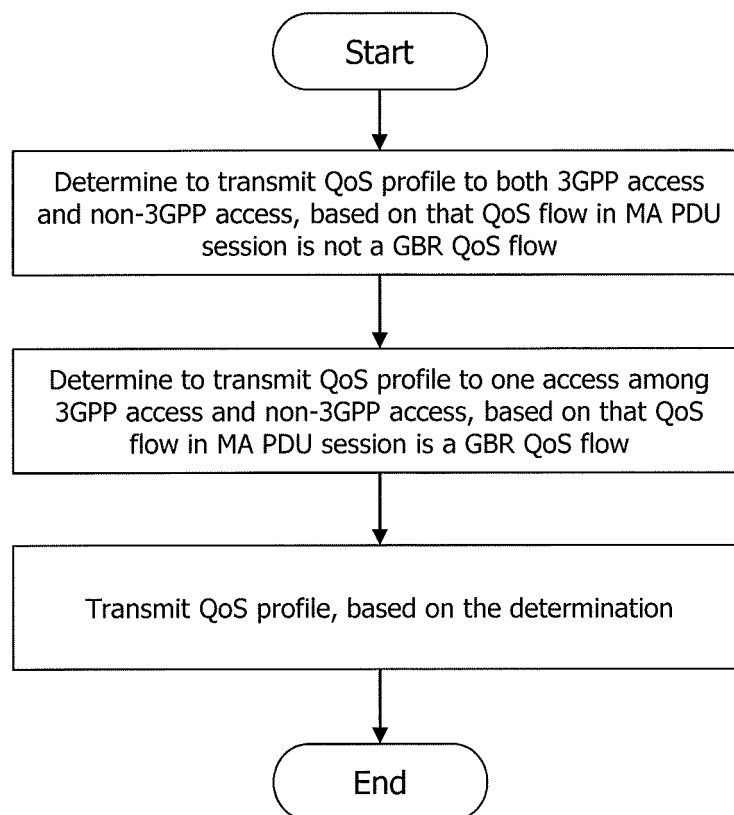 Start
Determine to transmit QoS profile to both 3GPP access
and non-3GPP access, based on that QoS flow in MA PDU
session is not a GBR QoS flow
Determine to transmit QoS profile to one access among
3GPP access and non-3GPP access, based on that QoS
flow in MA PDU session is a GBR QoS flow
Transmit QoS profile, based on the determination
End